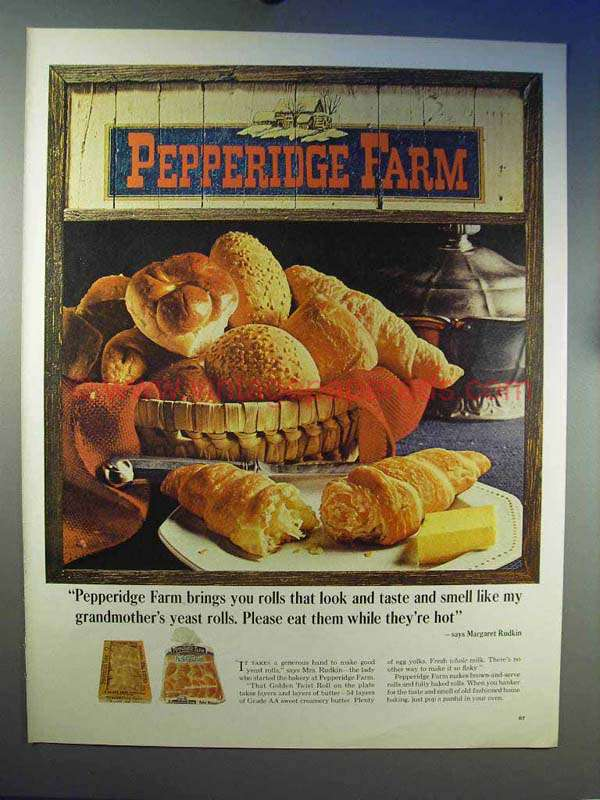 PEPPERIDGE FARM
"Pepperidge Farm brings you rolls that look and taste and smell like my
grandmother's yeast rolls. Please eat them while they're hot"
—says Margaret Rudkin
"IT TAKES a generous hand to make good
yeast rolls," says Mrs. Rudkin—the lady
who started the bakery at Pepperidge Farm.
"That Golden Twist Roll on the plate
takes layers and layers of butter—54 layers
of Grade AA sweet creamery butter. Plenty
of egg yolks. Fresh whole milk. There's no
other way to make it so flaky."
Pepperidge Farm makes brown-and-serve
rolls and fully baked rolls. When you hanker
for the taste and smell of old fashioned home
baking, just pop a panful in your oven.
67